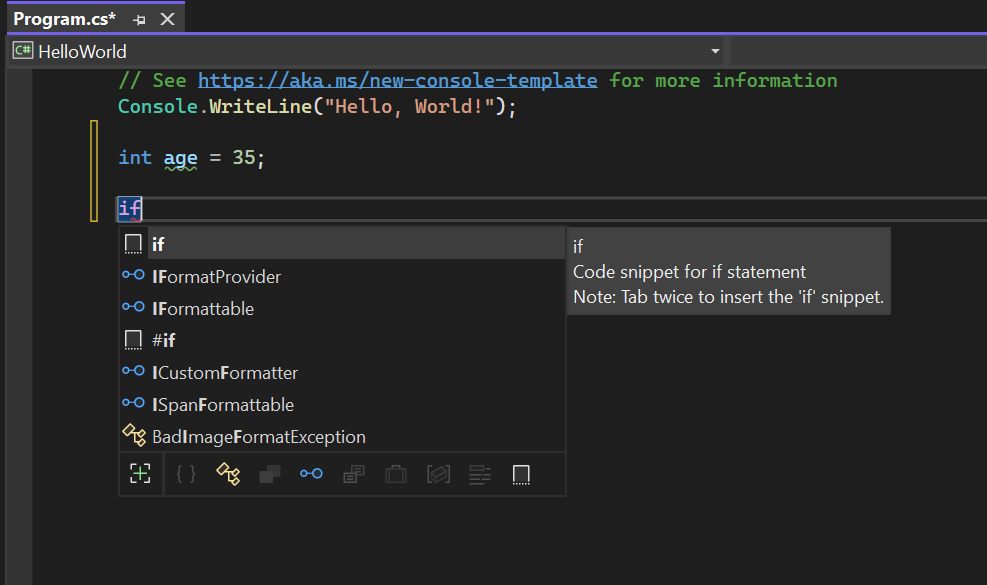 Program.cs*
C# HelloWorld
// See https://aka.ms/new-console-template for more information
Console.WriteLine("Hello, World!");
int age = 35;
if
if
IFormatProvider
IFormattable
#if
ICustomFormatter
ISpanFormattable
BadImageFormatException
if
Code snippet for if statement
Note: Tab twice to insert the 'if' snippet.